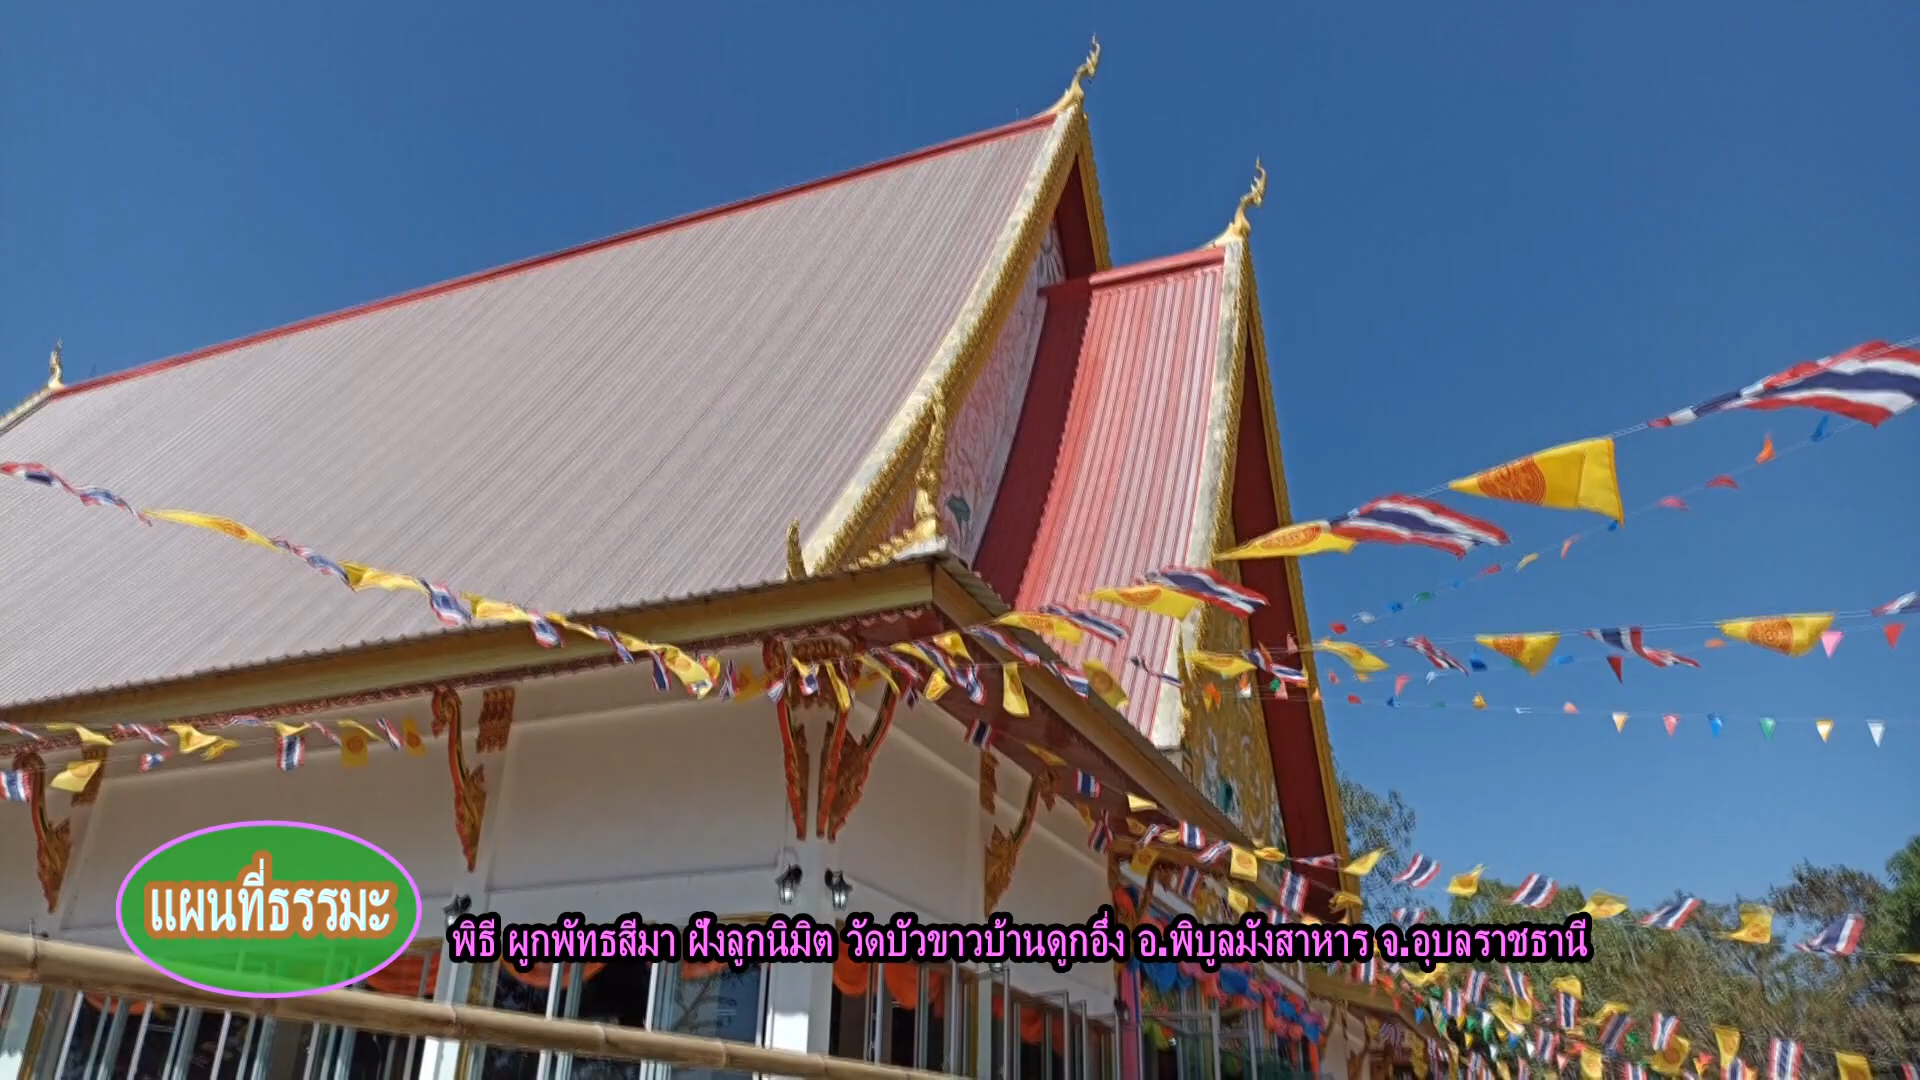 แผนที่ธรรมะ
พิธี ผูกพัทธสีมา ฝังลูกนิมิต วัดบัวขาวบ้านดูกอึ่ง อ.พิบูลมังสาหาร จ.อุบลราชธานี